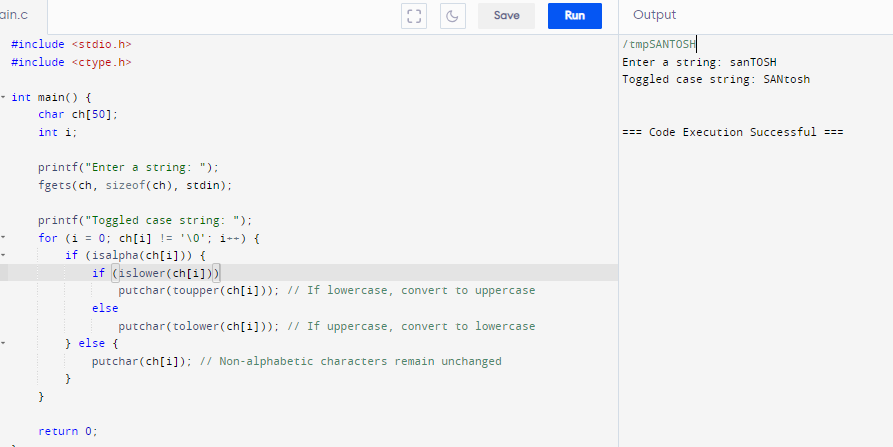 ain.c
Save
Run
Output
#include <stdio.h>
#include <ctype.h>
int main() {
    char ch[50];
    int i;
    printf("Enter a string: ");
    fgets(ch, sizeof(ch), stdin);
    printf("Toggled case string: ");
    for (i = 0; ch[i] != '\0'; i++) {
        if (isalpha(ch[i])) {
            if (islower(ch[i]))
                putchar(toupper(ch[i])); // If lowercase, convert to uppercase
            else
                putchar(tolower(ch[i])); // If uppercase, convert to lowercase
        } else {
            putchar(ch[i]); // Non-alphabetic characters remain unchanged
        }
    }
    return 0;
/tmpSANTOSH
Enter a string: sanTOSH
Toggled case string: SANtosh
=== Code Execution Successful ===